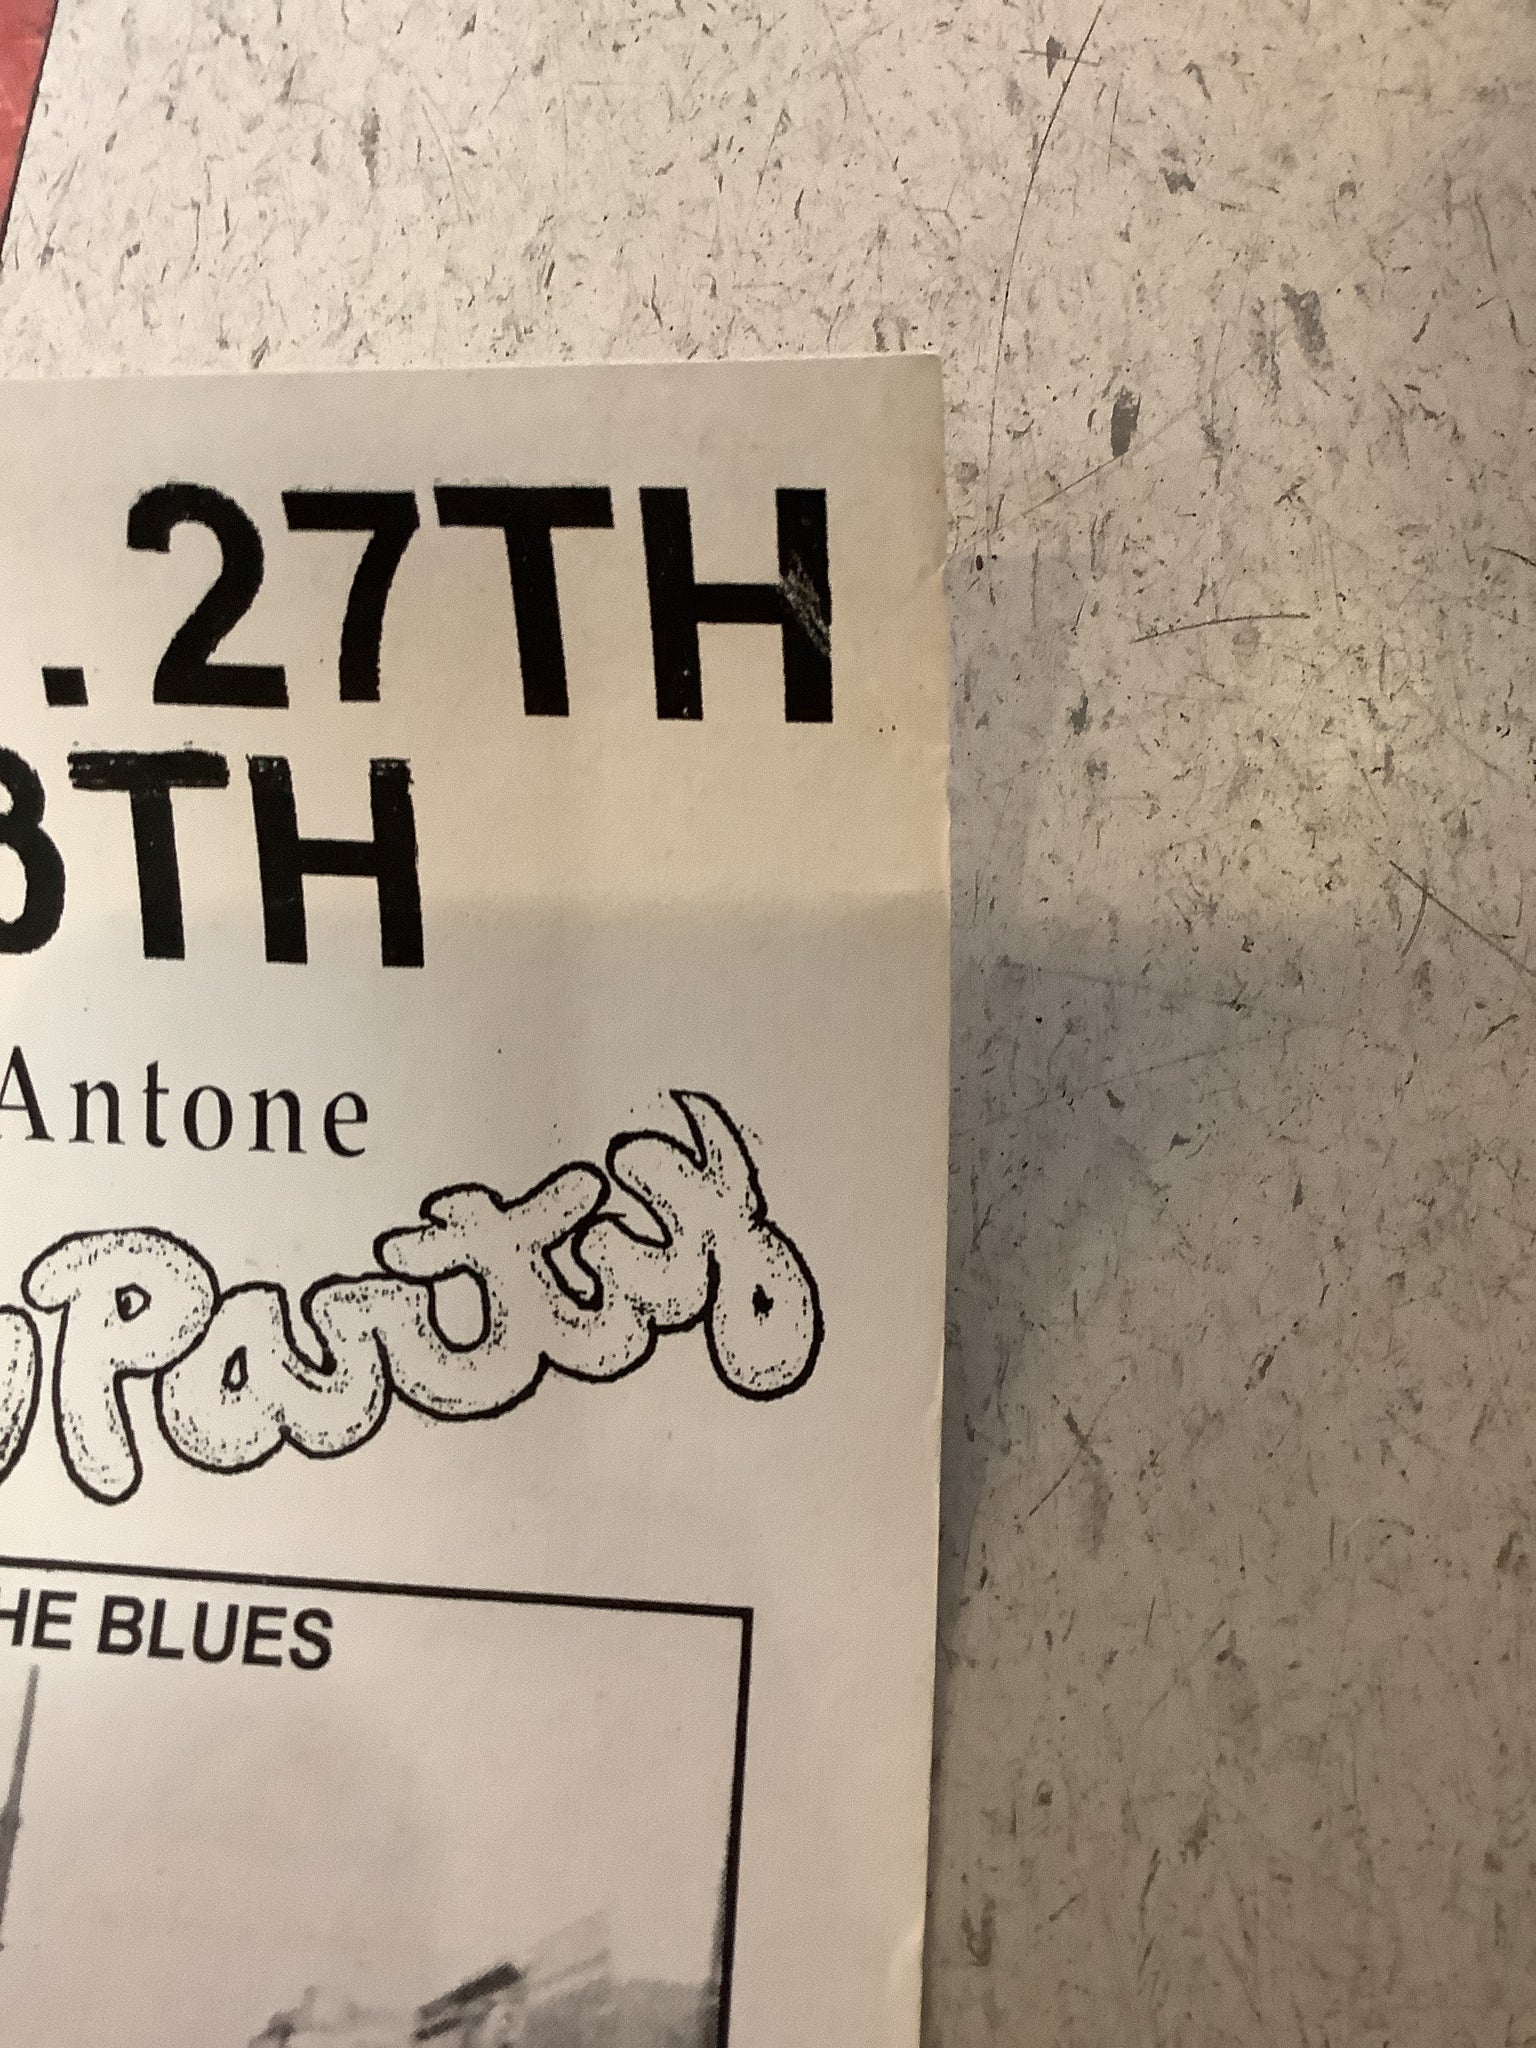 . 27TH
8TH
Antone
Party
HE BLUES